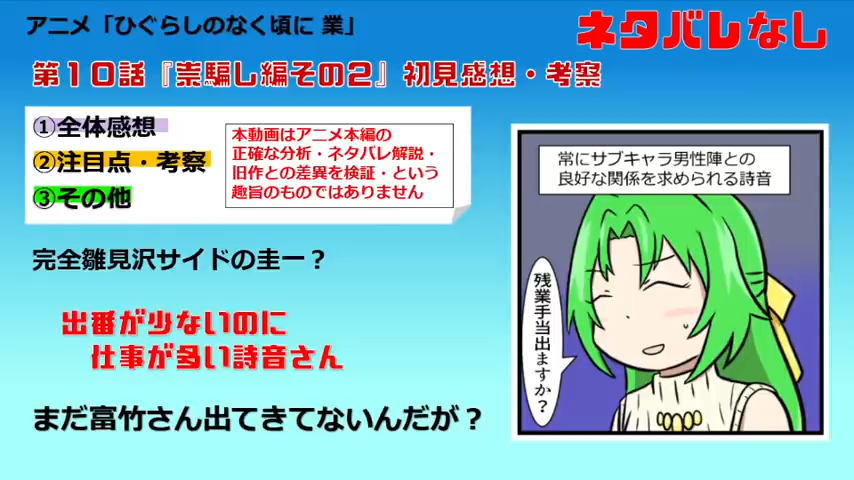 アニメ「ひぐらしのなく頃に 業」
ネタバレなし
第10話『祟騙し編その2』初見感想・考察
①全体感想
②注目点・考察
③その他
本動画はアニメ本編の
正確な分析・ネタバレ解説・
旧作との差異を検証・という
趣旨のものではありません
完全雛見沢サイドの圭一？
出番が少ないのに
仕事が多い詩音さん
まだ富竹さん出てきてないんだが？
常にサブキャラ男性陣との
良好な関係を求められる詩音
残業手当出ますか？